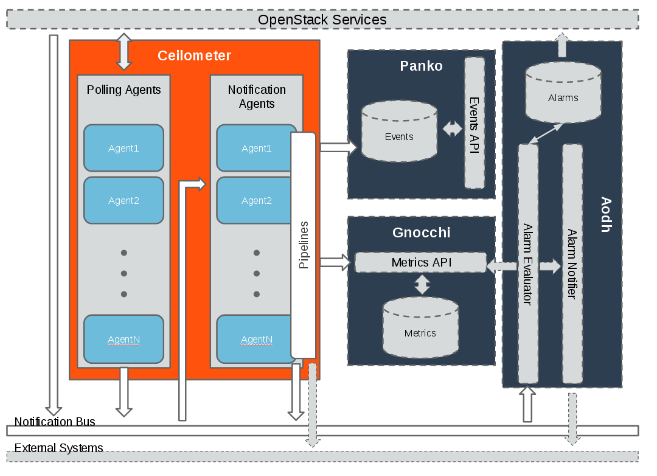 OpenStack Services
Ceilometer
Polling Agents
Agent1
Agent2
AgentN
Notification
Agents
Agent1
Agent2
AgentN
Pipelines
Panko
Events
Events API
Gnocchi
Metrics API
Metrics
Alarms
Aodh
Alarm Evaluator
Alarm Notifier
Notification Bus
External Systems